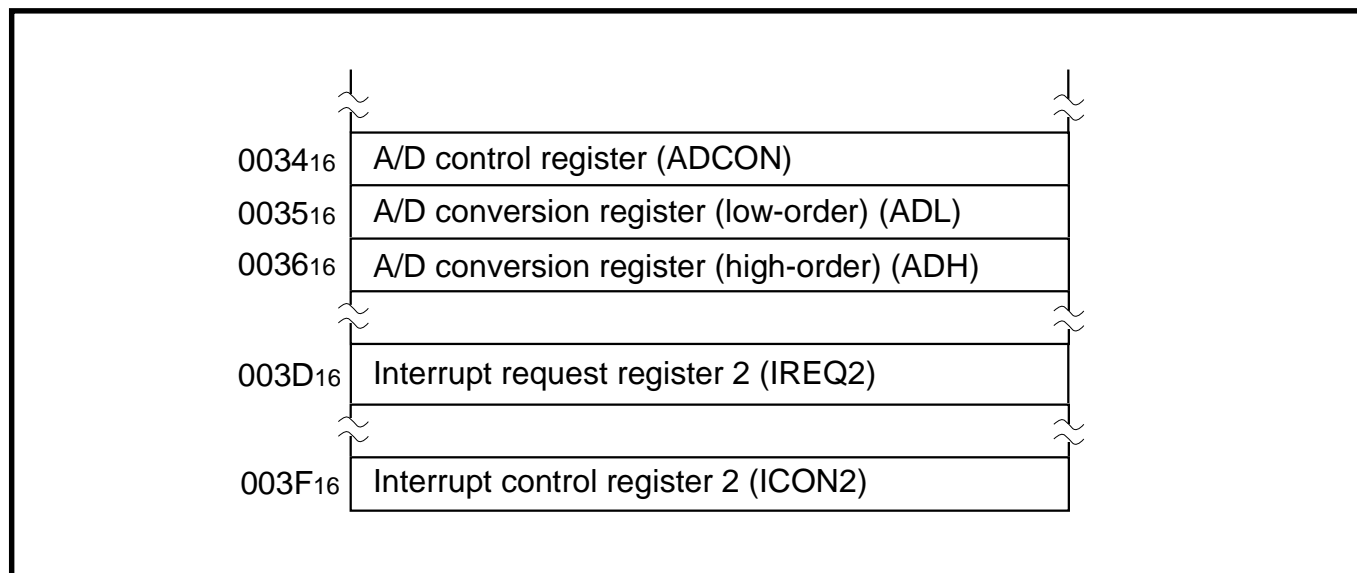 0034₁₆ A/D control register (ADCON)
0035₁₆ A/D conversion register (low-order) (ADL)
0036₁₆ A/D conversion register (high-order) (ADH)
003D₁₆ Interrupt request register 2 (IREQ2)
003F₁₆ Interrupt control register 2 (ICON2)